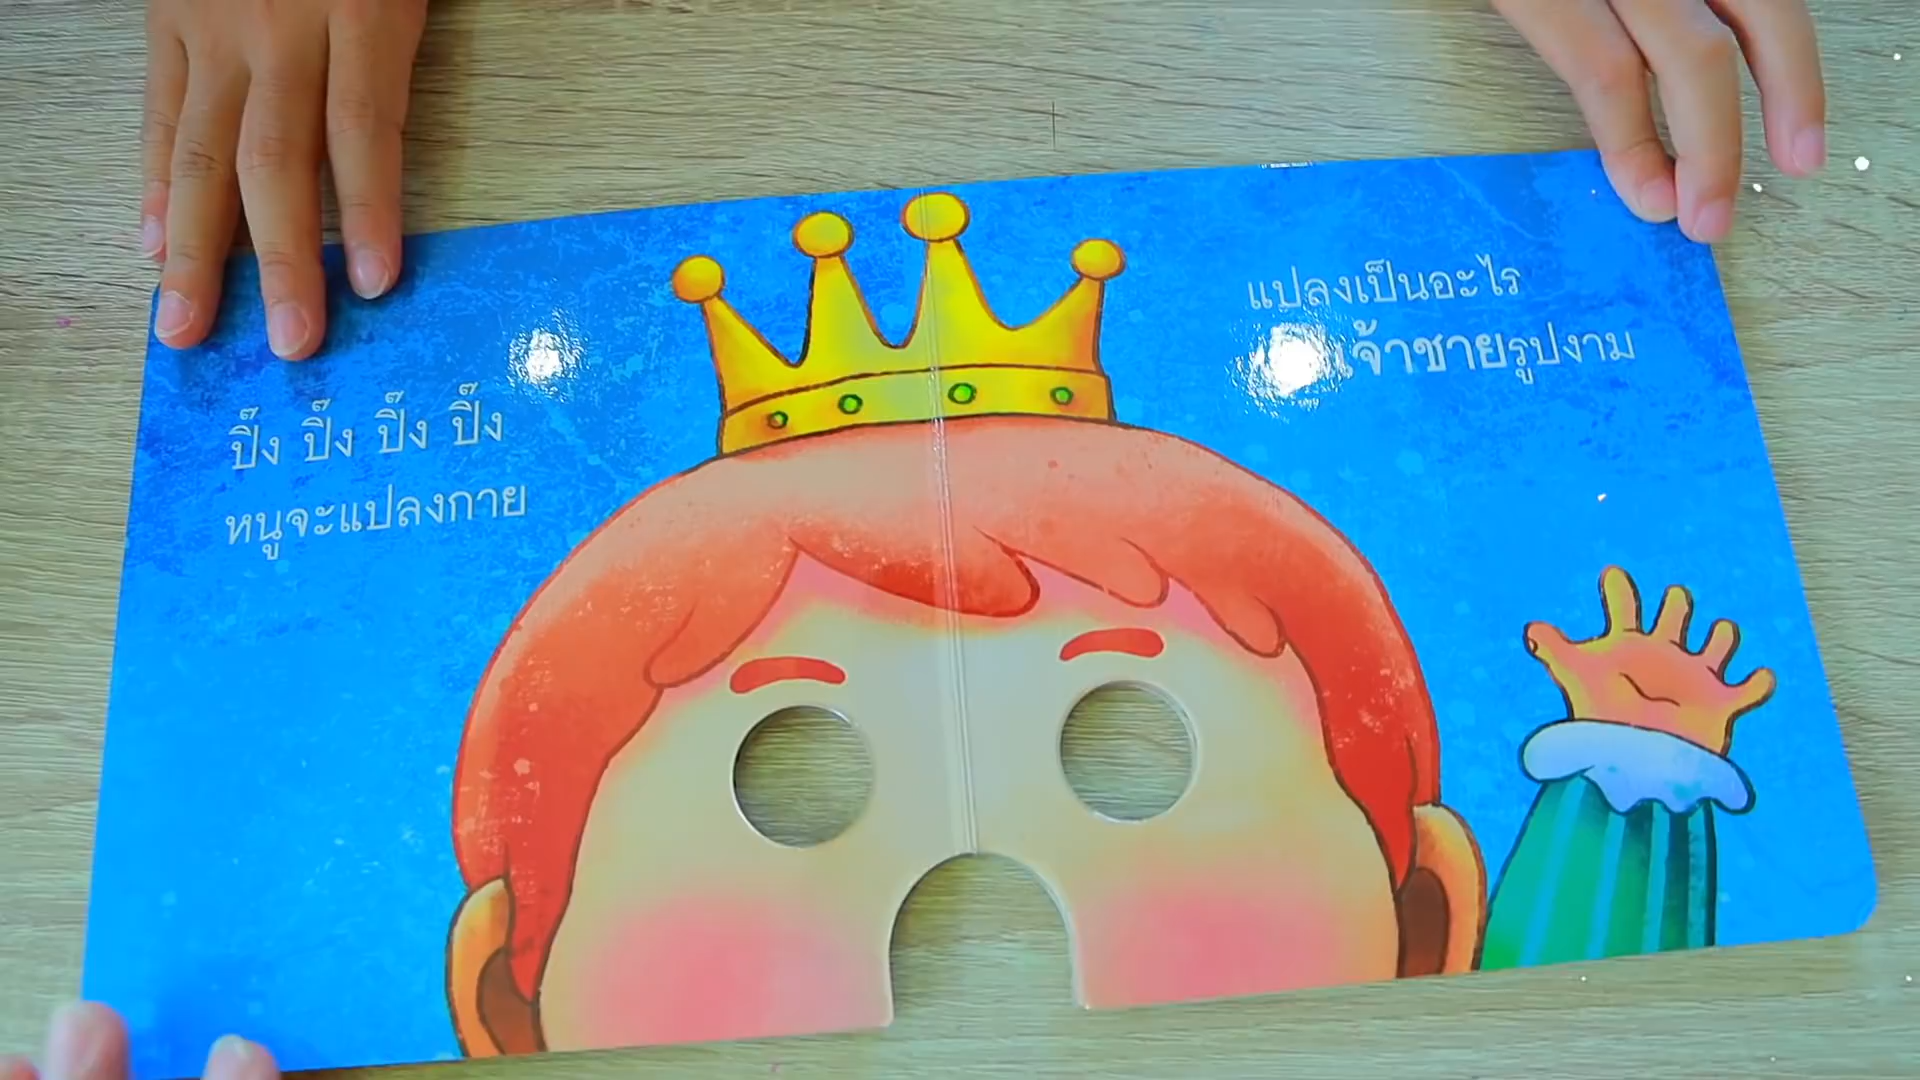 ปิ๊ง ปิ๊ง ปิ๊ง ปิ๊ง
หนูจะแปลงกาย
แปลงเป็นอะไร
เจ้าชายรูปงาม